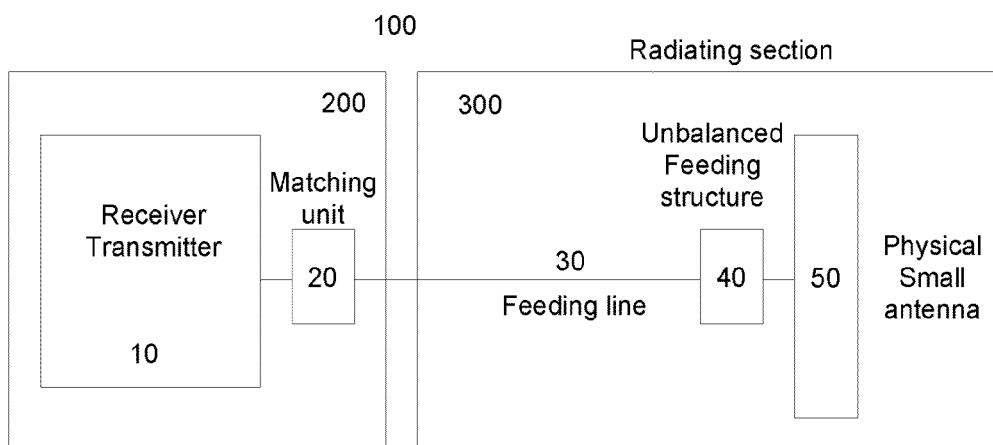 100
Radiating section
200
300
Unbalanced
Feeding
structure
Matching
unit
Receiver
Transmitter
10
20
30
Feeding line
40
50
Physical
Small
antenna